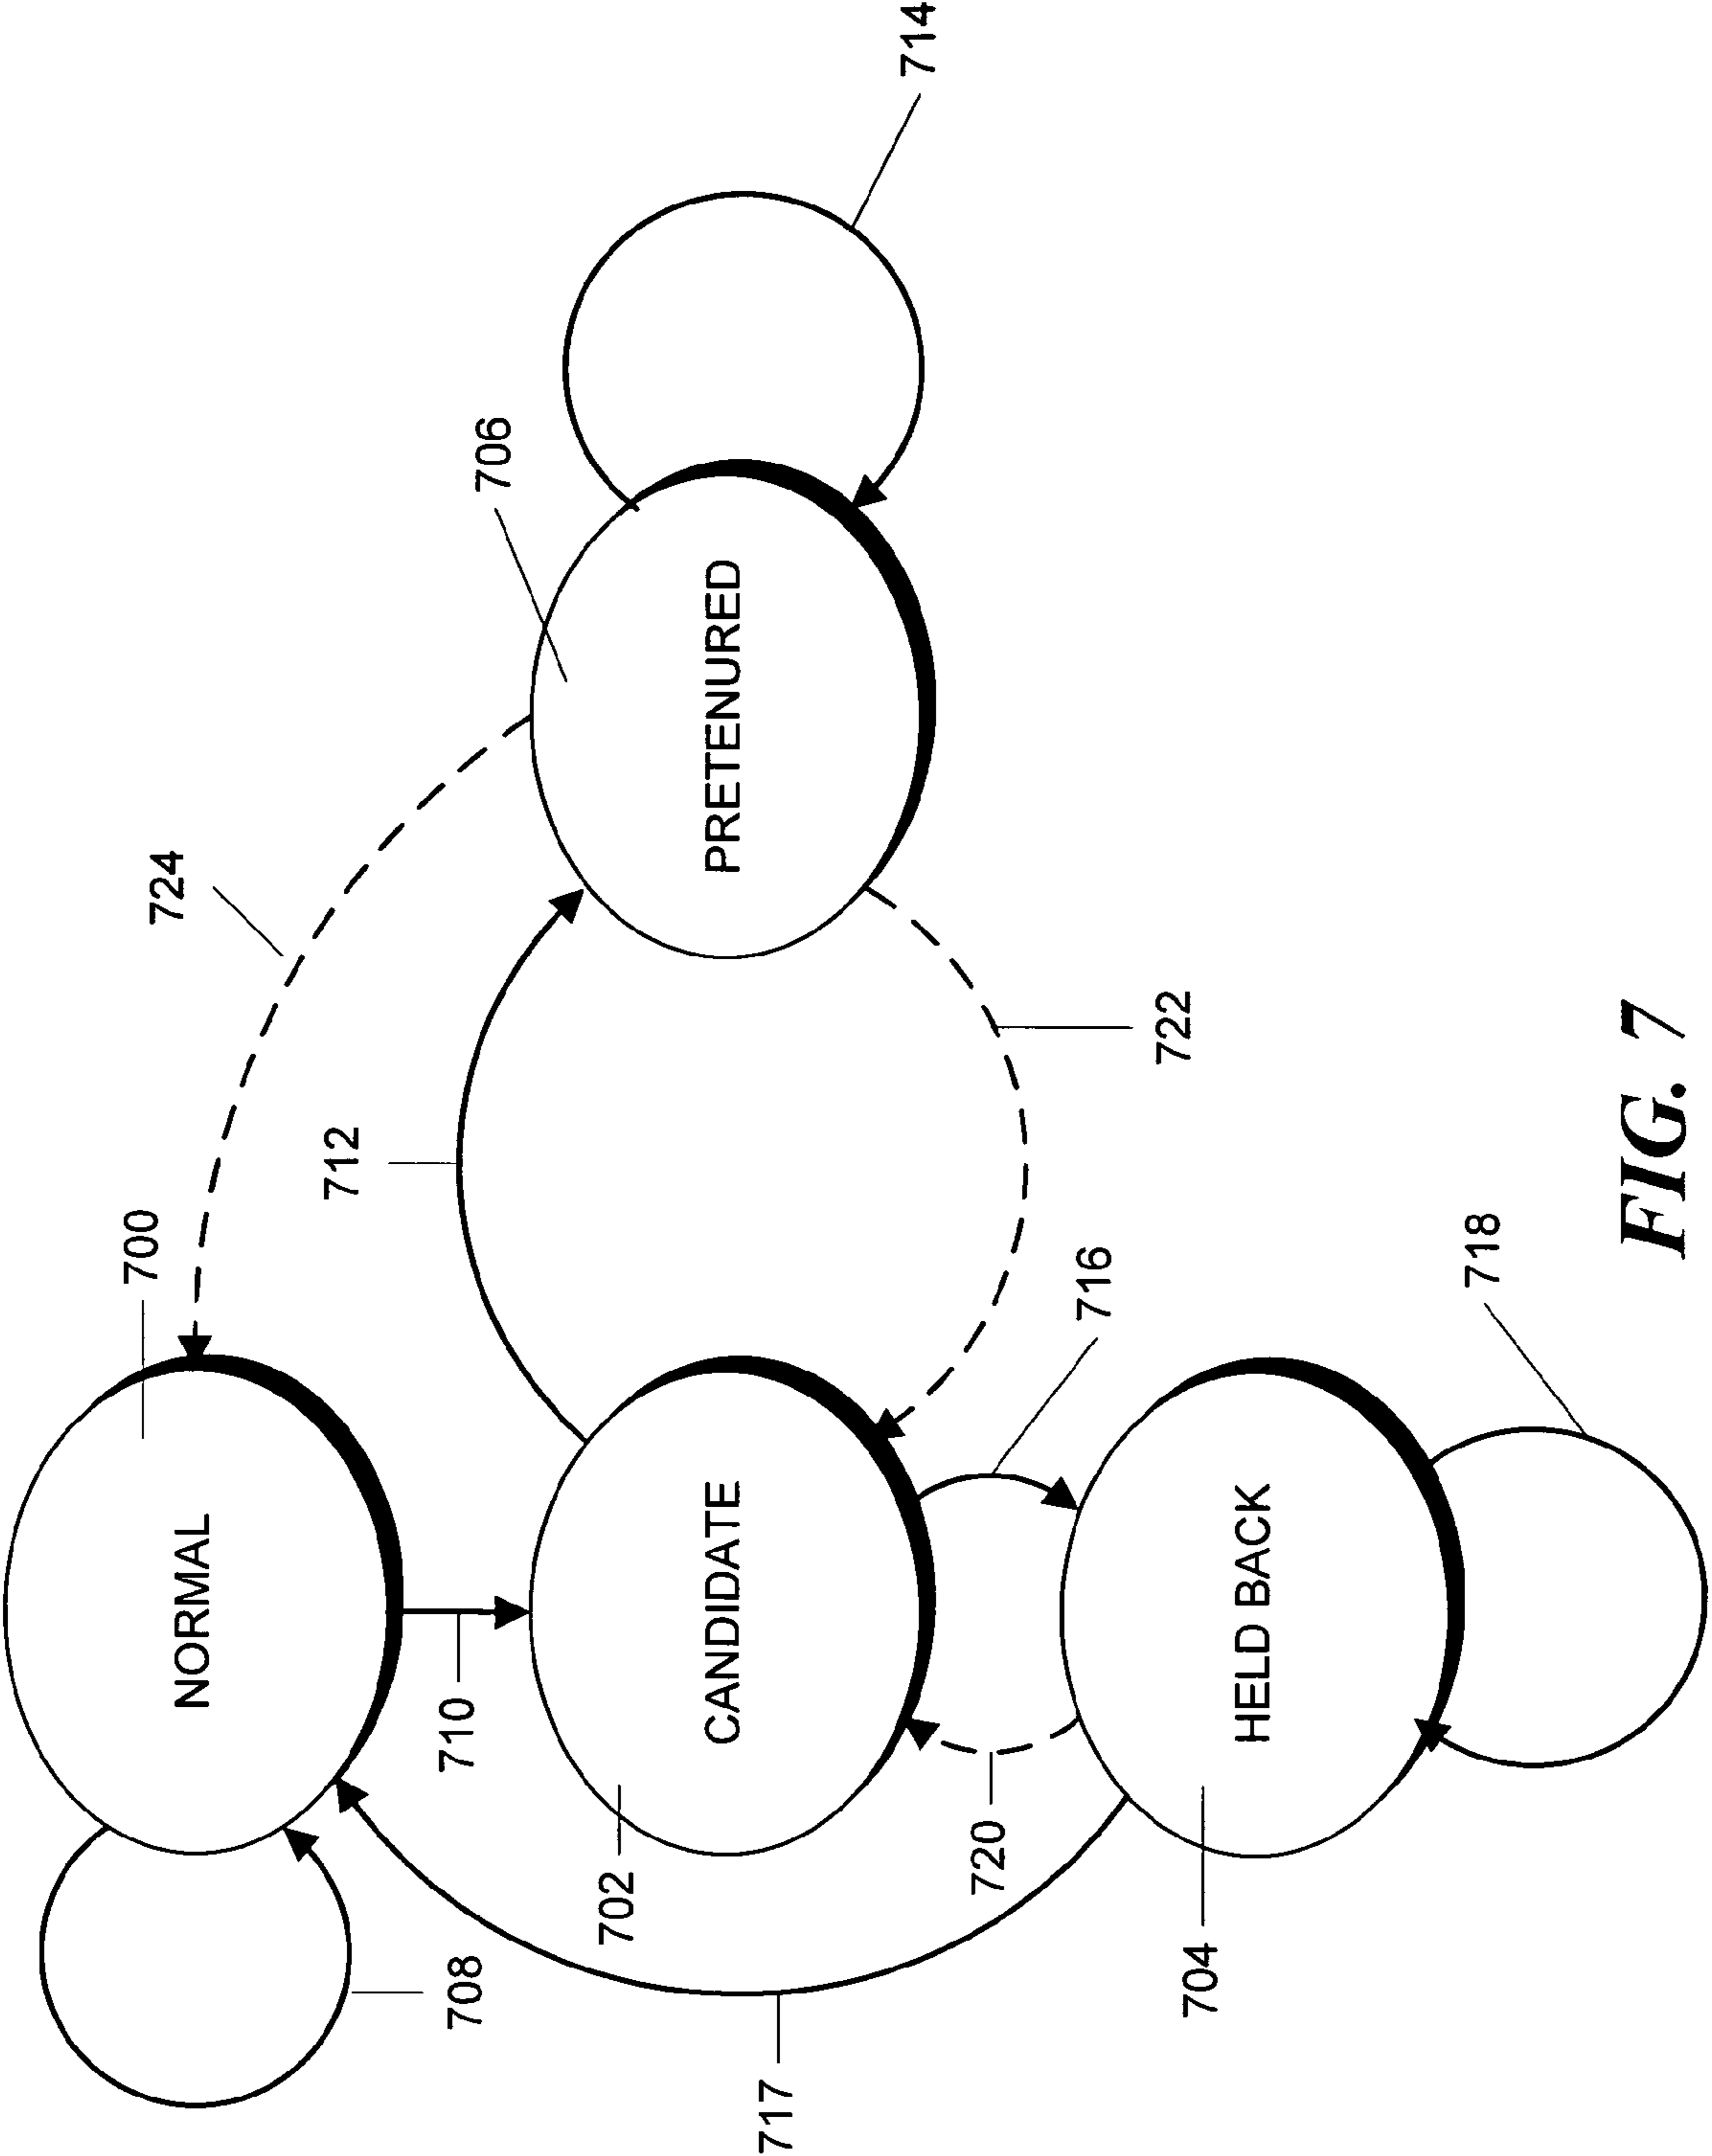 700
NORMAL
708
710
724
712
706
702
CANDIDATE
PRETENURED
714
717
720
716
722
704
HELD BACK
718
FIG. 7